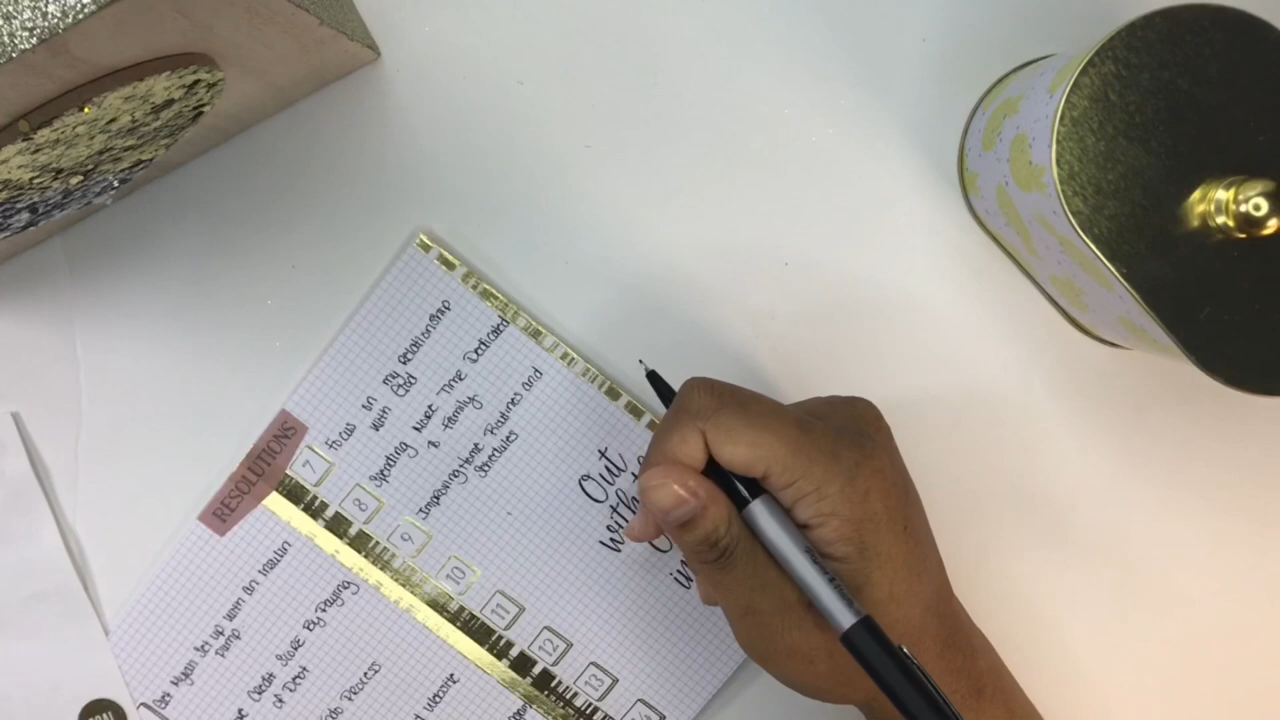 RESOLUTIONS
7 Focus on my Relationship
with God
8 Spending More Time Dedicated
to Family
9 Improving Home Routines and
Schedules
10
11
12
13
Out
with
in
Get Myan Set up with an Insulin
Pump
Credit Score By Paying
of Debt
Process
Website